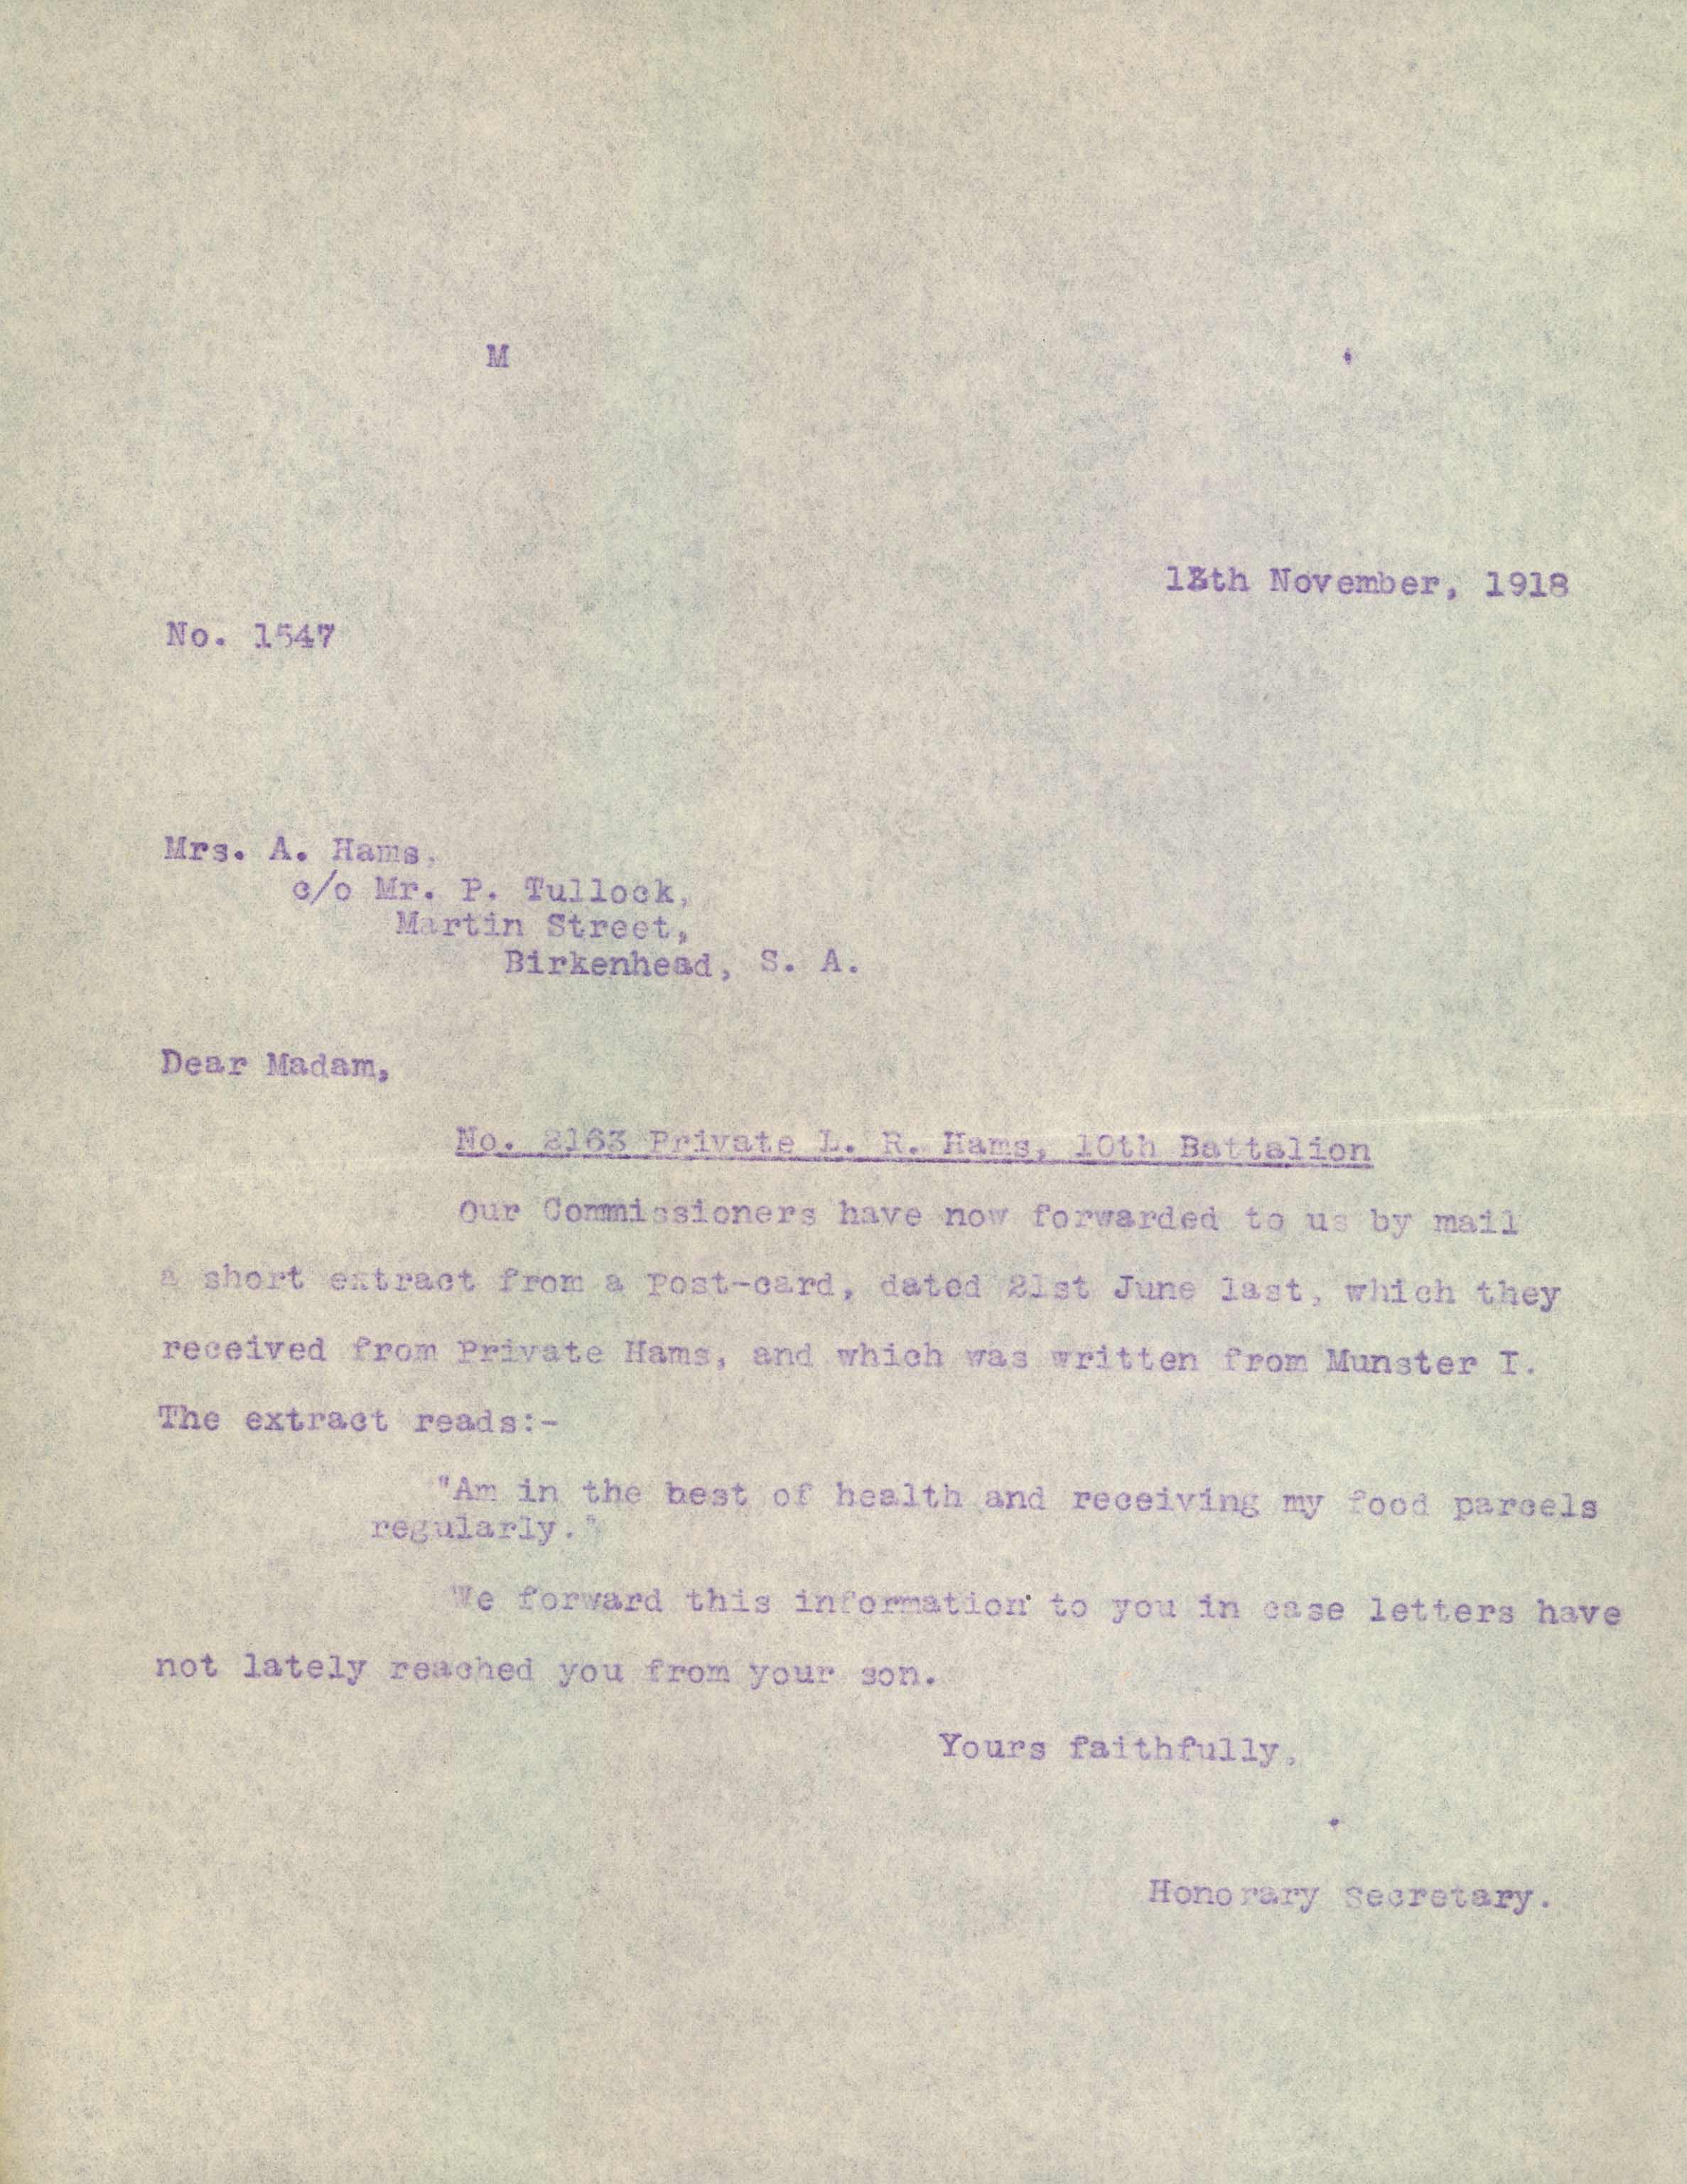 M
November, 1918
No. 1547
Mrs. A. Hams,
c/o Mr. P. Tullock,
Martin Street,
Birkenhead, S. A.
Dear Madam,
No. 2163 Private L. R. Hams, 10th Battalion
Our Commissioners have now forwarded to us by mail
a short extract from a Post-card, dated 21st June last, which they
received from Private Hams, and which was written from Munster I.
The extract reads:-
"Am in the best of health and receiving my food parcels
regularly."
We forward this information to you in case letters have
not lately reached you from your son.
Yours faithfully,
Honorary Secretary.